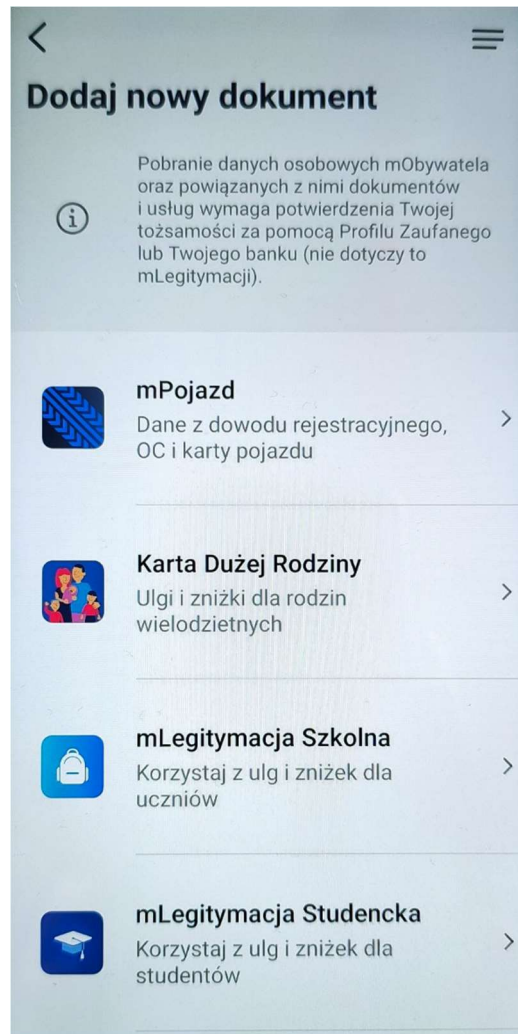 Dodaj nowy dokument
Pobranie danych osobowych mObywatela
oraz powiązanych z nimi dokumentów
i usług wymaga potwierdzenia Twojej
tożsamości za pomocą Profilu Zaufanego
lub Twojego banku (nie dotyczy to
mLegitymacji).
mPojazd
Dane z dowodu rejestracyjnego,
OC i karty pojazdu
Karta Dużej Rodziny
Ulgi i zniżki dla rodzin
wielodzietnych
mLegitymacja Szkolna
Korzystaj z ulg i zniżek dla
uczniów
mLegitymacja Studencka
Korzystaj z ulg i zniżek dla
studentów